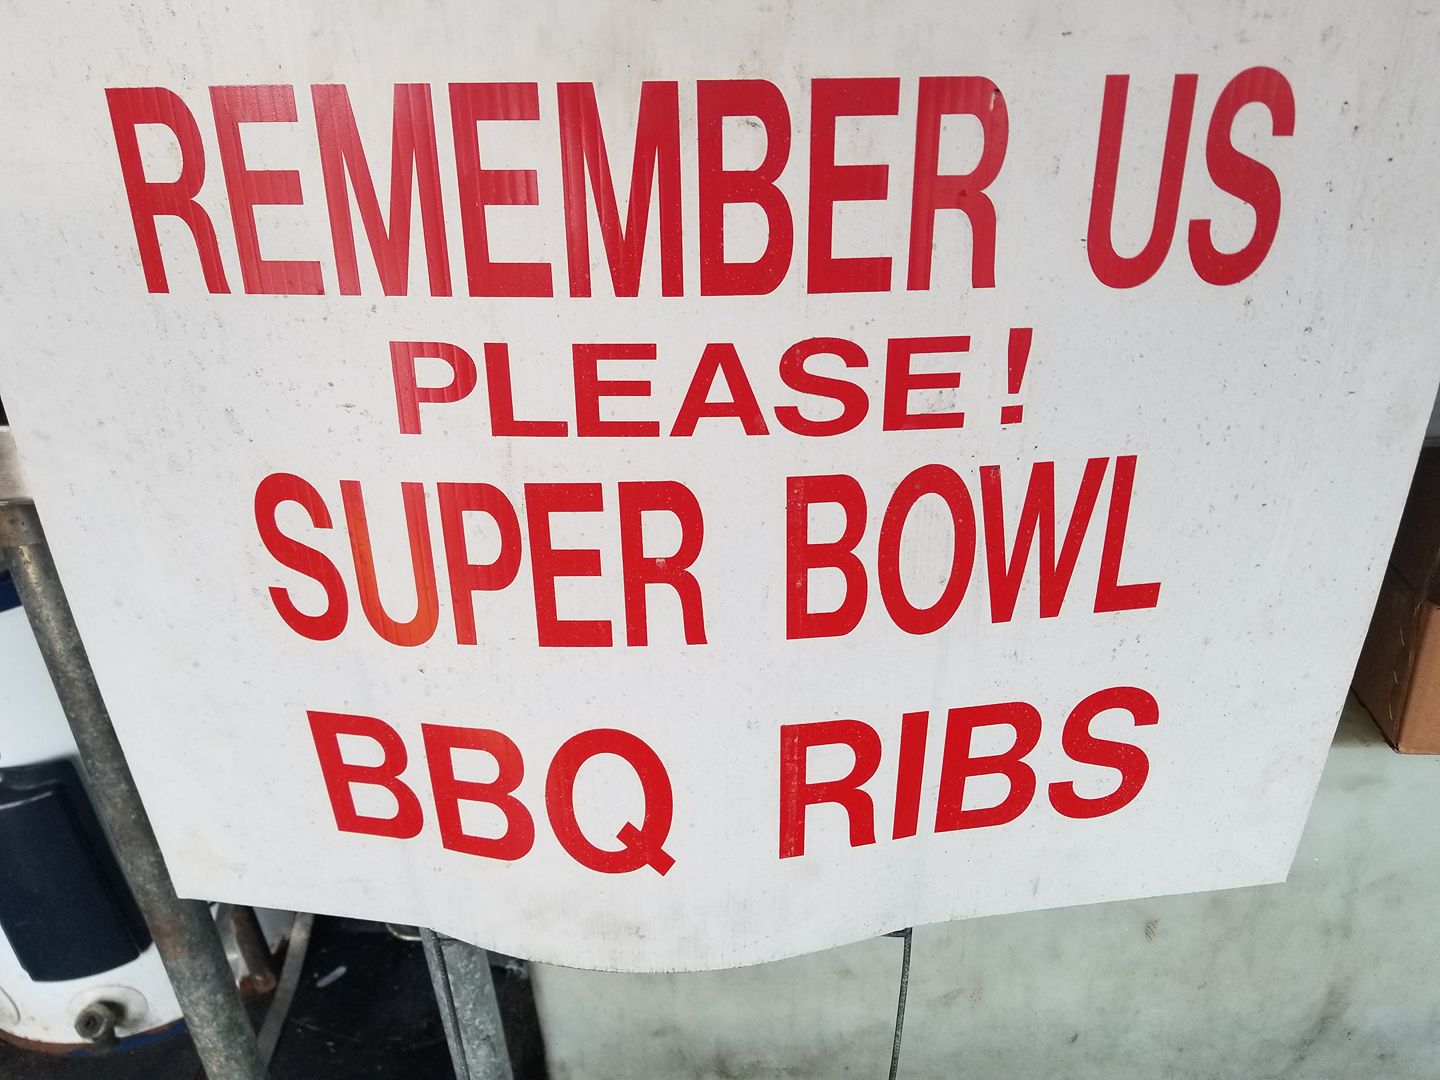 REMEMBER US
PLEASE!
SUPER BOWL
BBQ RIBS